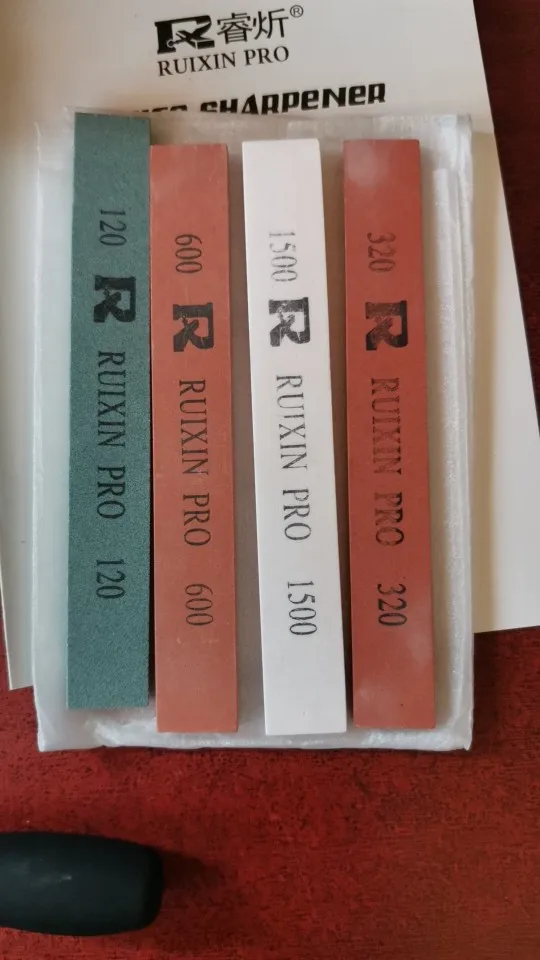 睿炘®
RUIXIN PRO
SHARPENER
120 RUIXIN PRO 120
600 RUIXIN PRO 600
1500 RUIXIN PRO 1500
320 RUIXIN PRO 320